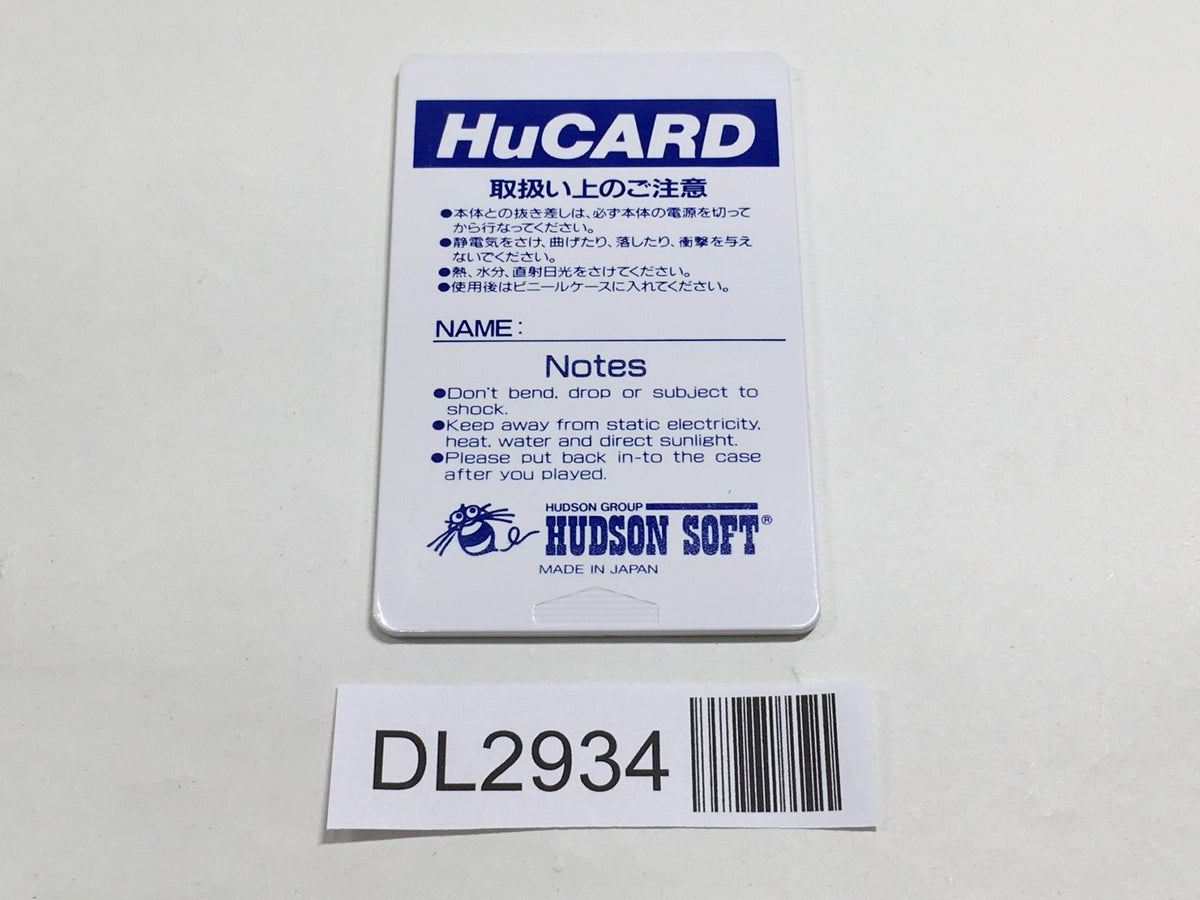 HuCARD
取扱い上のご注意
●本体との抜き差しは、必ず本体の電源を切って
から行なってください。
●静電気をさけ、曲げたり、落したり、衝撃を与え
ないでください。
●熱、水分、直射日光をさけてください。
●使用後はビニールケースに入れてください。
NAME:
Notes
●Don't bend, drop or subject to
shock.
●Keep away from static electricity,
heat, water and direct sunlight.
●Please put back in-to the case
after you played.
HUDSON GROUP
HUDSON SOFT®
MADE IN JAPAN
DL2934